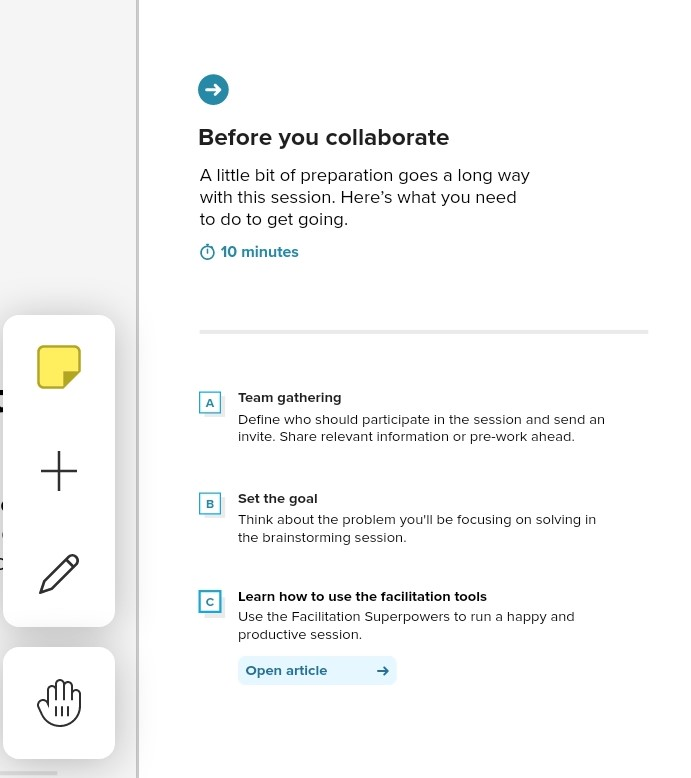 Before you collaborate
A little bit of preparation goes a long way
with this session. Here’s what you need
to do to get going.
10 minutes
A
Team gathering
Define who should participate in the session and send an
invite. Share relevant information or pre-work ahead.
B
Set the goal
Think about the problem you'll be focusing on solving in
the brainstorming session.
C
Learn how to use the facilitation tools
Use the Facilitation Superpowers to run a happy and
productive session.
Open article